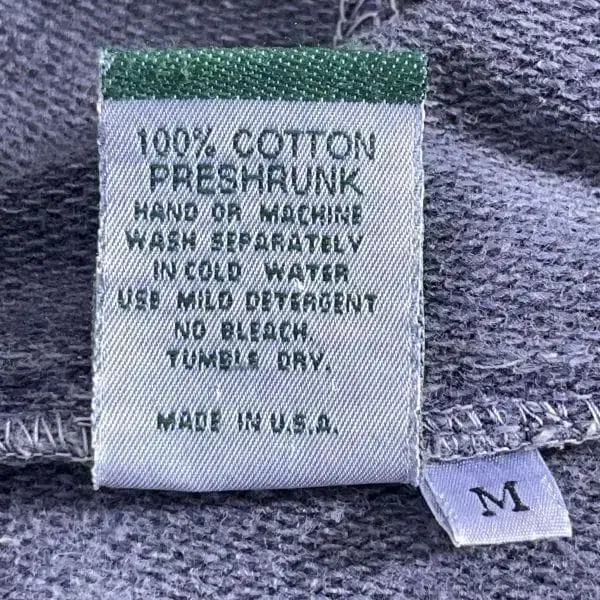 100% COTTON
PRESHRUNK
HAND OR MACHINE
WASH SEPARATELY
IN COLD WATER
USE MILD DETERGENT
NO BLEACH.
TUMBLE DRY.
MADE IN U.S.A.
M